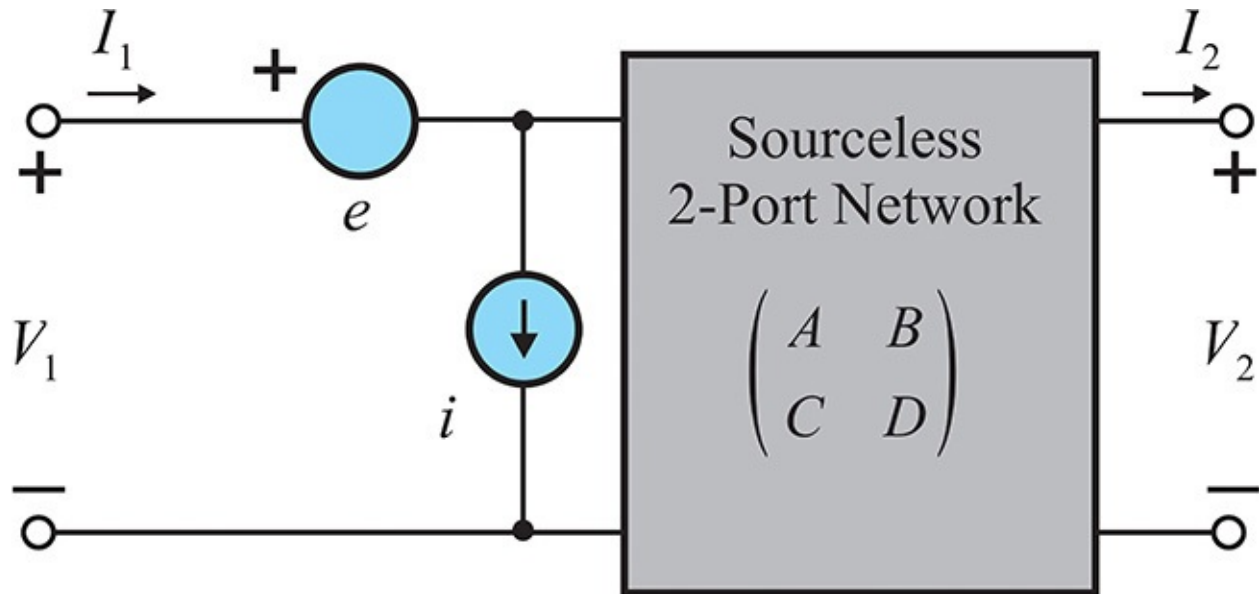 I₁
I₂
+
e
Sourceless
2-Port Network
( A B
C D )
+
+
V₁
V₂
i
−
−